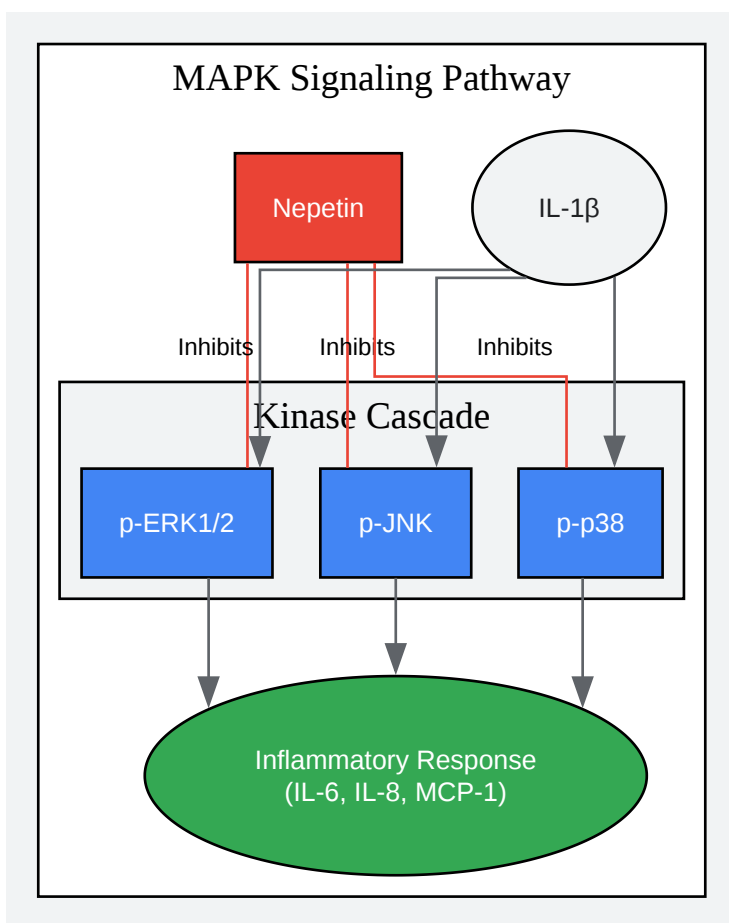 MAPK Signaling Pathway
Nepetin
IL-1β
Inhibits
Inhibits
Inhibits
Kinase Cascade
p-ERK1/2
p-JNK
p-p38
Inflammatory Response
(IL-6, IL-8, MCP-1)